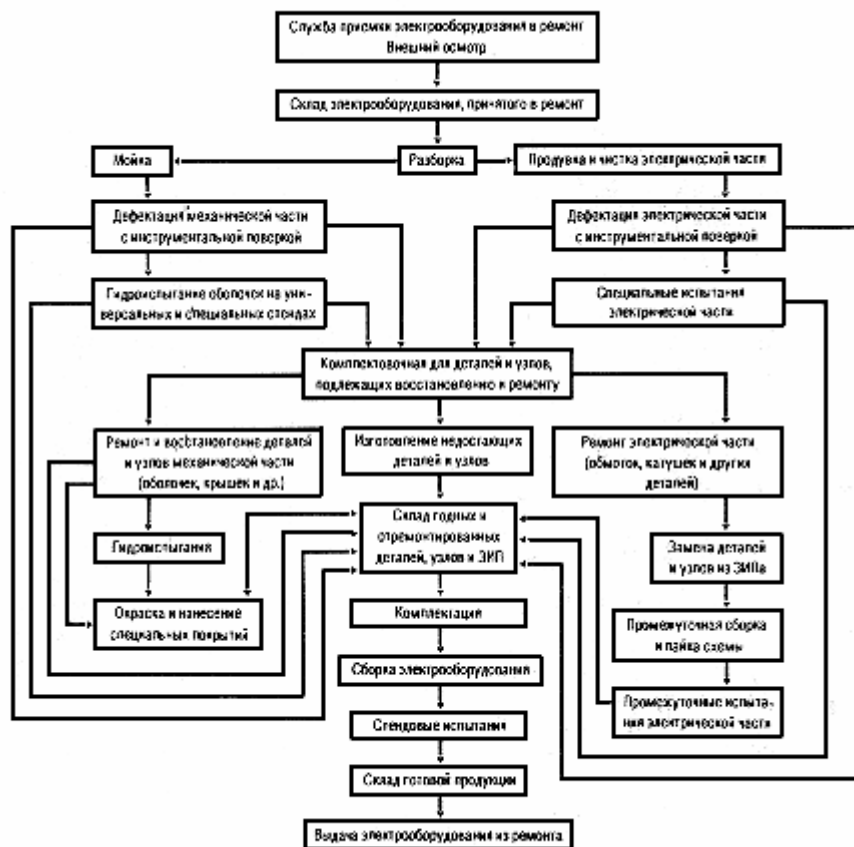 Служба приемки электрооборудования в ремонт
Внешний осмотр
Склад электрооборудования, принятого в ремонт
Мойка
Разборка
Продувка и чистка электрической части
Дефектация механической части
с инструментальной поверкой
Дефектация электрической части
с инструментальной поверкой
Гидроиспытание оболочек на уни-
версальных и специальных стендах
Специальные испытания
электрической части
Комплектовочная для деталей и узлов,
подлежащих восстановлению и ремонту
Ремонт и восстановление деталей
и узлов механической части
(оболочек, крышек и др.)
Изготовление недостающих
деталей и узлов
Ремонт электрической части
(обмоток, катушек и других
деталей)
Склад годных и
отремонтированных
деталей, узлов и ЗИП
Гидроиспытания
Замена деталей
и узлов из ЗИПа
Окраска и нанесение
специальных покрытий
Комплектация
Промежуточная сборка
и пайка схемы
Сборка электрооборудования
Промежуточные испыта-
ния электрической части
Стендовые испытания
Склад готовой продукции
Выдача электрооборудования из ремонта